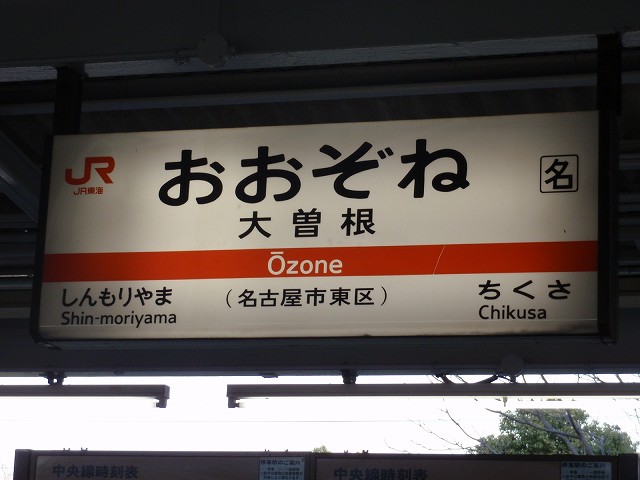 JR
JR東海
おおぞね
名
大曽根
Ōzone
しんもりやま
Shin-moriyama
(名古屋市東区)
ちくさ
Chikusa
中央線時刻表
中央線時刻表